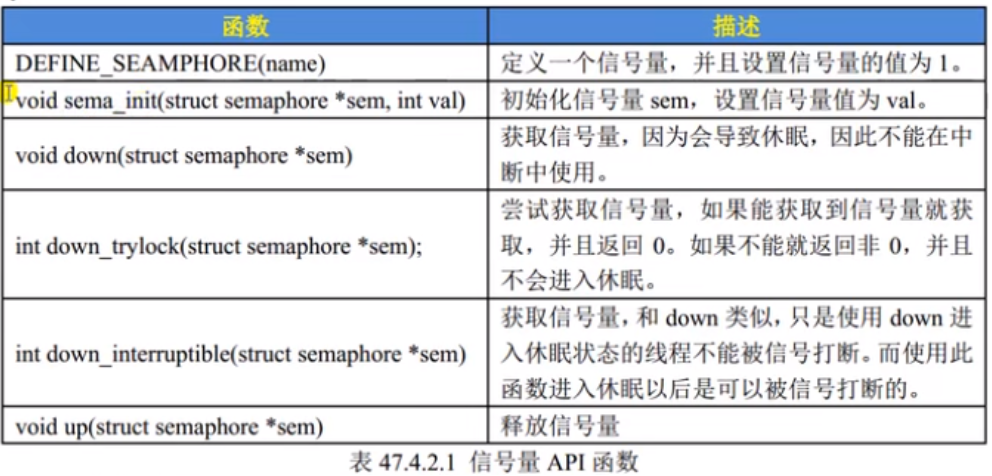 函数 描述
DEFINE_SEAMPHORE(name) 定义一个信号量，并且设置信号量的值为 1。
void sema_init(struct semaphore *sem, int val) 初始化信号量 sem，设置信号量值为 val。
void down(struct semaphore *sem) 获取信号量，因为会导致休眠，因此不能在中
断中使用。
int down_trylock(struct semaphore *sem); 尝试获取信号量，如果能获取到信号量就获
取，并且返回 0。如果不能就返回非 0，并且
不会进入休眠。
int down_interruptible(struct semaphore *sem) 获取信号量，和 down 类似，只是使用 down 进
入休眠状态的线程不能被信号打断。而使用此
函数进入休眠以后是可以被信号打断的。
void up(struct semaphore *sem) 释放信号量
表 47.4.2.1 信号量 API 函数